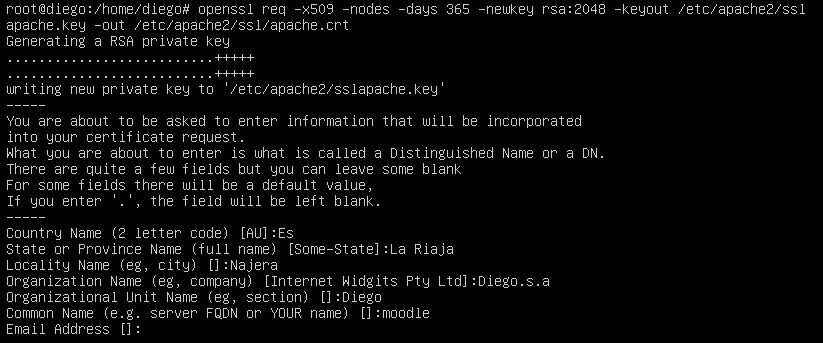 root@diego:/home/diego# openssl req -x509 -nodes -days 365 -newkey rsa:2048 -keyout /etc/apache2/ssl
apache.key -out /etc/apache2/ssl/apache.crt
Generating a RSA private key
..........................+++++
..........................+++++
writing new private key to '/etc/apache2/sslapache.key'
-----
You are about to be asked to enter information that will be incorporated
into your certificate request.
What you are about to enter is what is called a Distinguished Name or a DN.
There are quite a few fields but you can leave some blank
For some fields there will be a default value,
If you enter '.', the field will be left blank.
-----
Country Name (2 letter code) [AU]:Es
State or Province Name (full name) [Some-State]:La Riaja
Locality Name (eg, city) []:Najera
Organization Name (eg, company) [Internet Widgits Pty Ltd]:Diego.s.a
Organizational Unit Name (eg, section) []:Diego
Common Name (e.g. server FQDN or YOUR name) []:moodle
Email Address []: